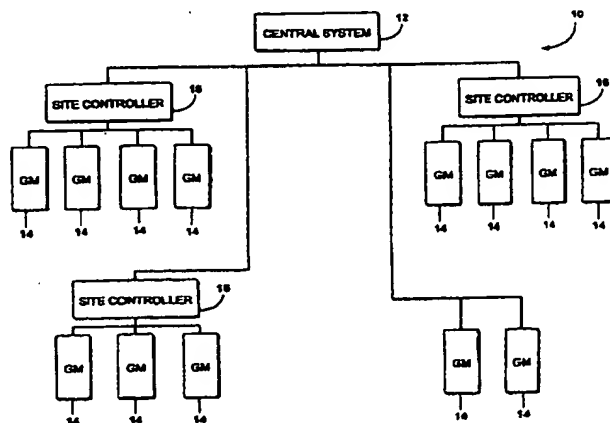 CENTRAL SYSTEM
12
10
SITE CONTROLLER
16
SITE CONTROLLER
16
GM GM GM GM
GM GM GM GM
14 14 14 14
14 14 14 14
SITE CONTROLLER
16
GM GM GM
GM GM
14 14 14
14 14